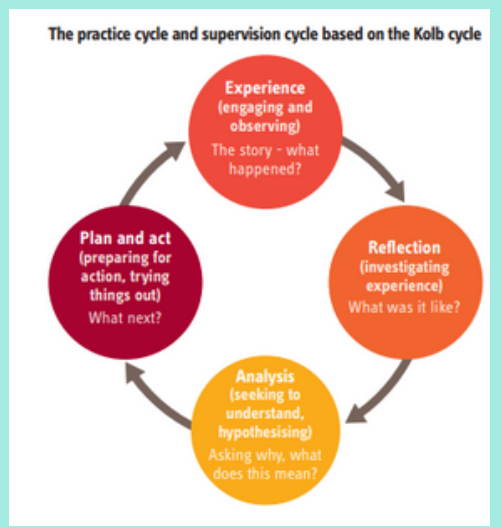 The practice cycle and supervision cycle based on the Kolb cycle
Experience
(engaging and
observing)
The story - what
happened?
Reflection
(investigating
experience)
What was it like?
Analysis
(seeking to
understand,
hypothesising)
Asking why, what
does this mean?
Plan and act
(preparing for
action, trying
things out)
What next?